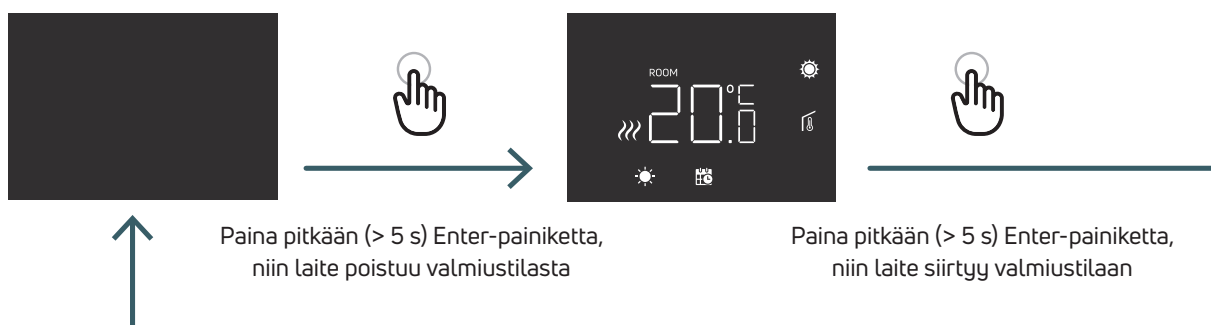 ROOM
20.0°C
Paina pitkään (> 5 s) Enter-painiketta,
niin laite poistuu valmiustilasta
Paina pitkään (> 5 s) Enter-painiketta,
niin laite siirtyy valmiustilaan